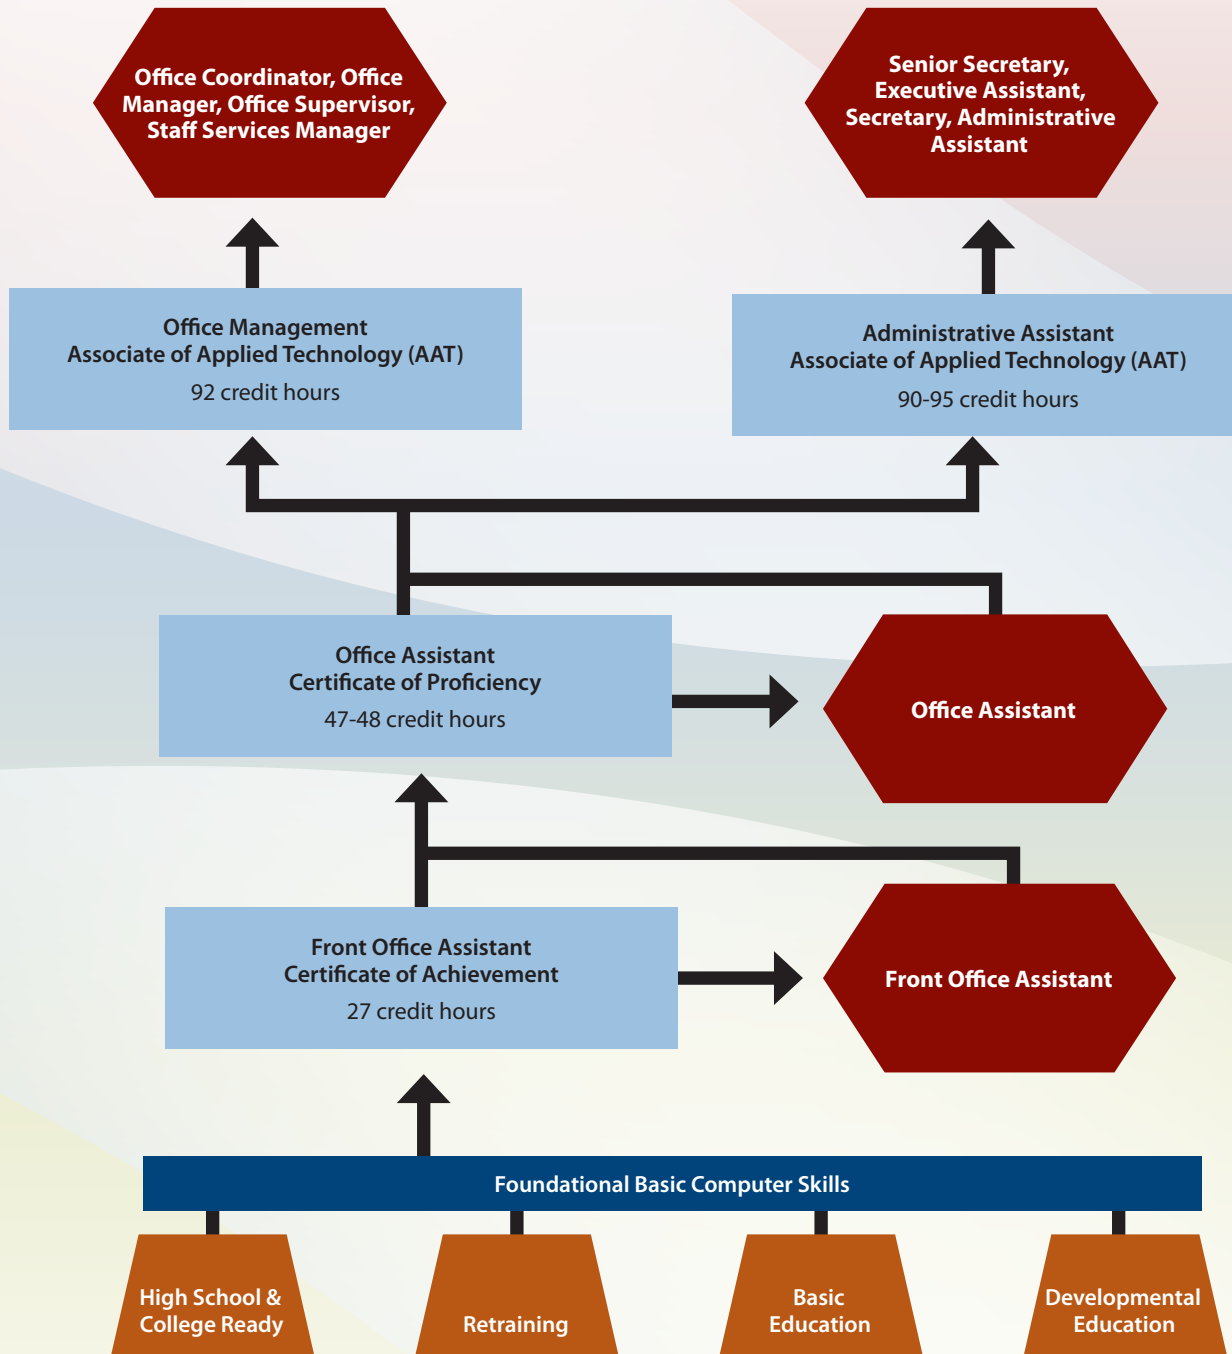 Office Coordinator, Office
Manager, Office Supervisor,
Staff Services Manager
Senior Secretary,
Executive Assistant,
Secretary, Administrative
Assistant
Office Management
Associate of Applied Technology (AAT)
92 credit hours
Administrative Assistant
Associate of Applied Technology (AAT)
90-95 credit hours
Office Assistant
Certificate of Proficiency
47-48 credit hours
Office Assistant
Front Office Assistant
Certificate of Achievement
27 credit hours
Front Office Assistant
Foundational Basic Computer Skills
High School &
College Ready
Retraining
Basic
Education
Developmental
Education